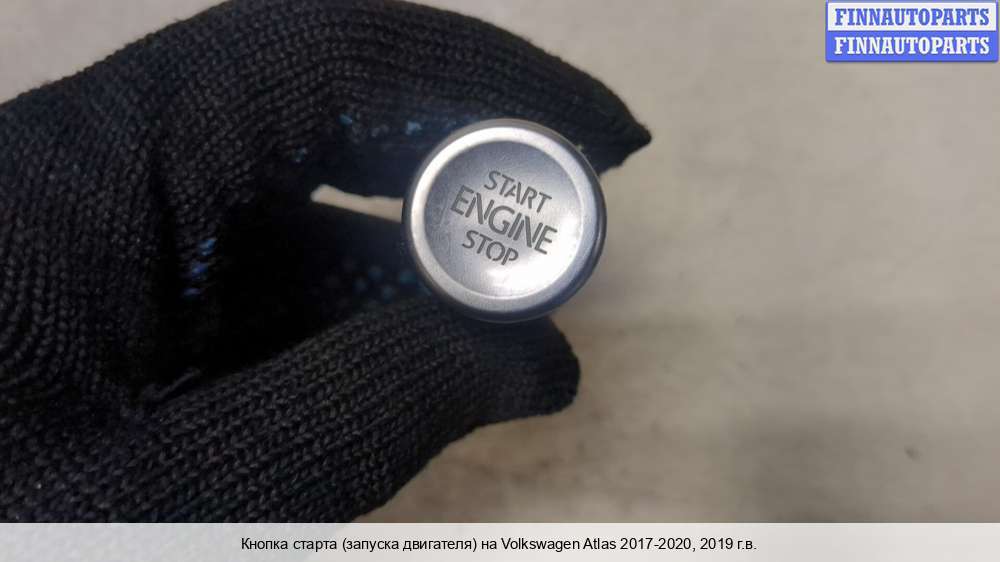 FINNAUTOPARTS
FINNAUTOPARTS
START
ENGINE
STOP
Кнопка старта (запуска двигателя) на Volkswagen Atlas 2017-2020, 2019 г.в.